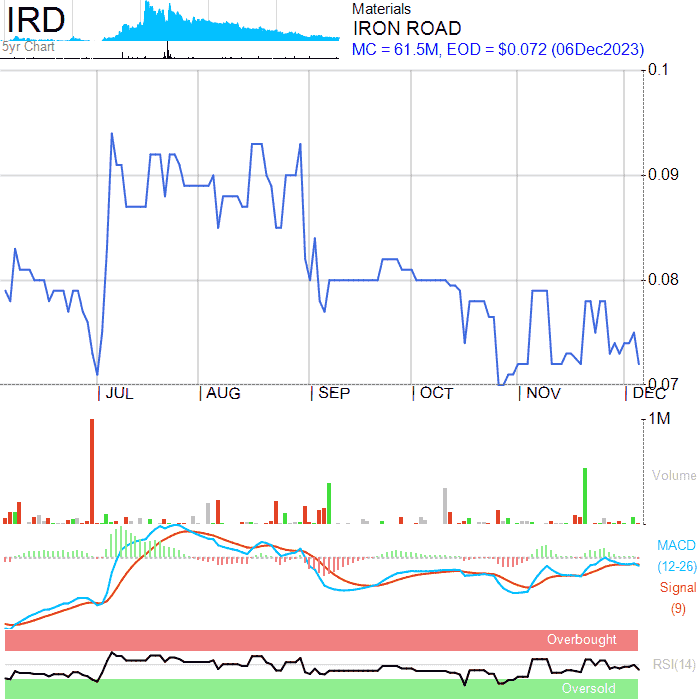 IRD
5yr Chart
Materials
IRON ROAD
MC = 61.5M, EOD = $0.072 (06Dec2023)
0.1
0.09
0.08
0.07
JUL AUG SEP OCT NOV DEC
1M
Volume
MACD
(12-26)
Signal
(9)
Overbought
RSI(14)
Oversold